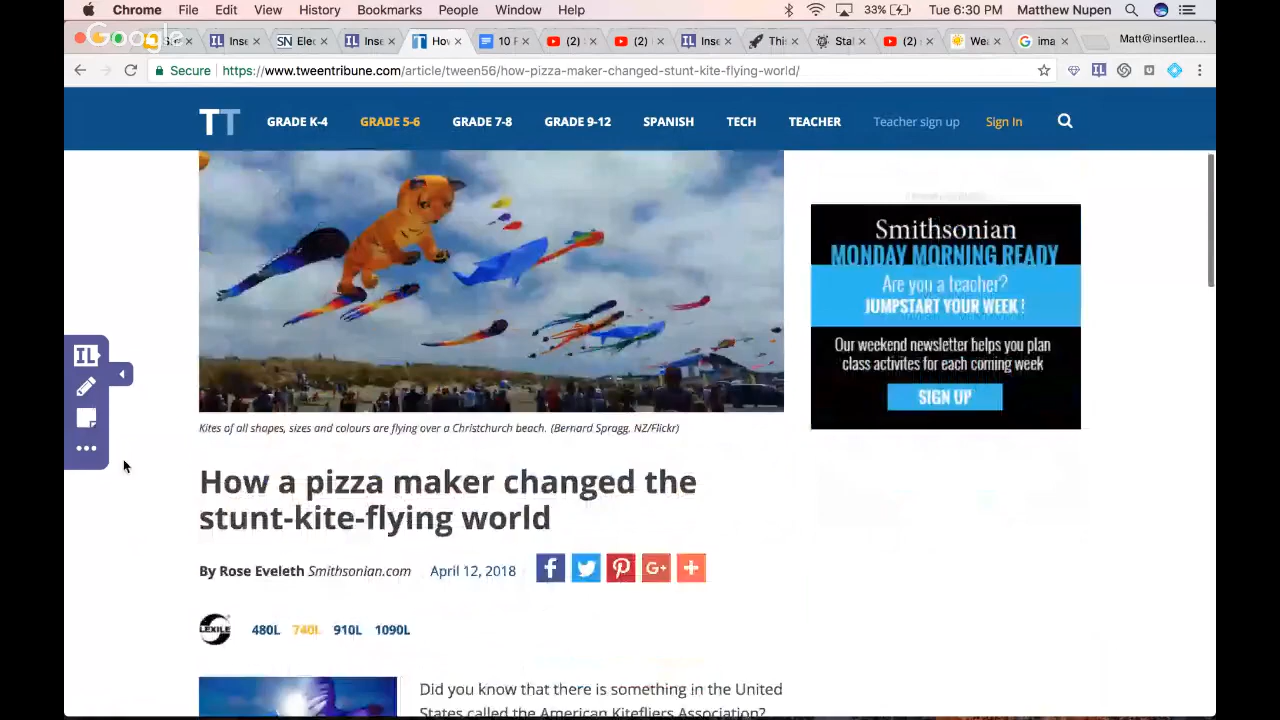 Chrome File Edit View History Bookmarks People Window Help 33% Tue 6:30 PM Matthew Nupen
Google
Inse SN Elec Inse Hov 10 F (2) (2) Inse This Stal (2) Wea G ima Matt@insertlea...
Secure https://www.tweentribune.com/article/tween56/how-pizza-maker-changed-stunt-kite-flying-world/
TT GRADE K-4 GRADE 5-6 GRADE 7-8 GRADE 9-12 SPANISH TECH TEACHER Teacher sign up Sign In
Smithsonian
MONDAY MORNING READY
Are you a teacher?
JUMPSTART YOUR WEEK !
Our weekend newsletter helps you plan
class activites for each coming week
SIGN UP
IL
Kites of all shapes, sizes and colours are flying over a Christchurch beach. (Bernard Spragg. NZ/Flickr)
How a pizza maker changed the
stunt-kite-flying world
By Rose Eveleth Smithsonian.com April 12, 2018
LEXILE 480L 740L 910L 1090L
Did you know that there is something in the United
States called the American Kitefliers Association?